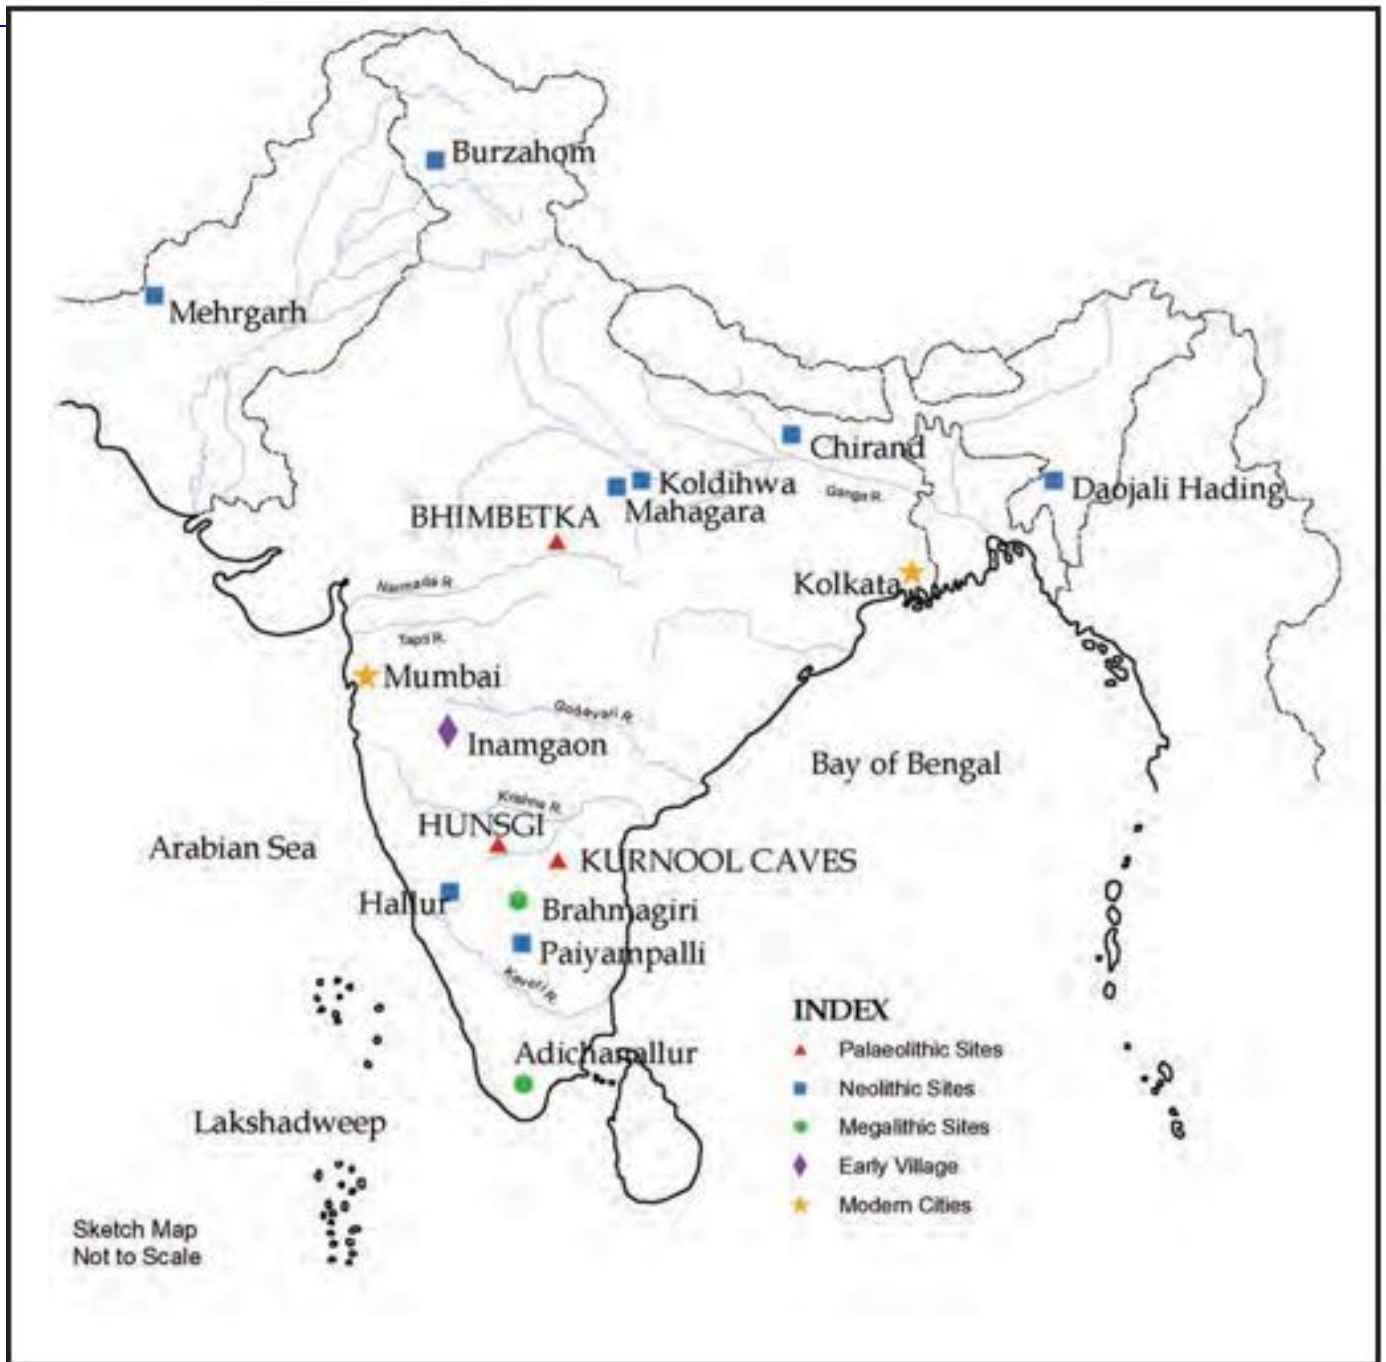 Burzahom
Mehrgarh
Chirand
Koldihwa
Mahagara
Daojali Hading
Ganga R.
BHIMBETKA
Kolkata
Narmada R.
Tapti R.
Mumbai
Godavari R.
Inamgaon
Bay of Bengal
Krishna R.
HUNSGI
Arabian Sea
KURNOOL CAVES
Hallur
Brahmagiri
Paiyampalli
Kaveri R.
Adichanallur
Lakshadweep
INDEX
Palaeolithic Sites
Neolithic Sites
Megalithic Sites
Early Village
Modern Cities
Sketch Map
Not to Scale